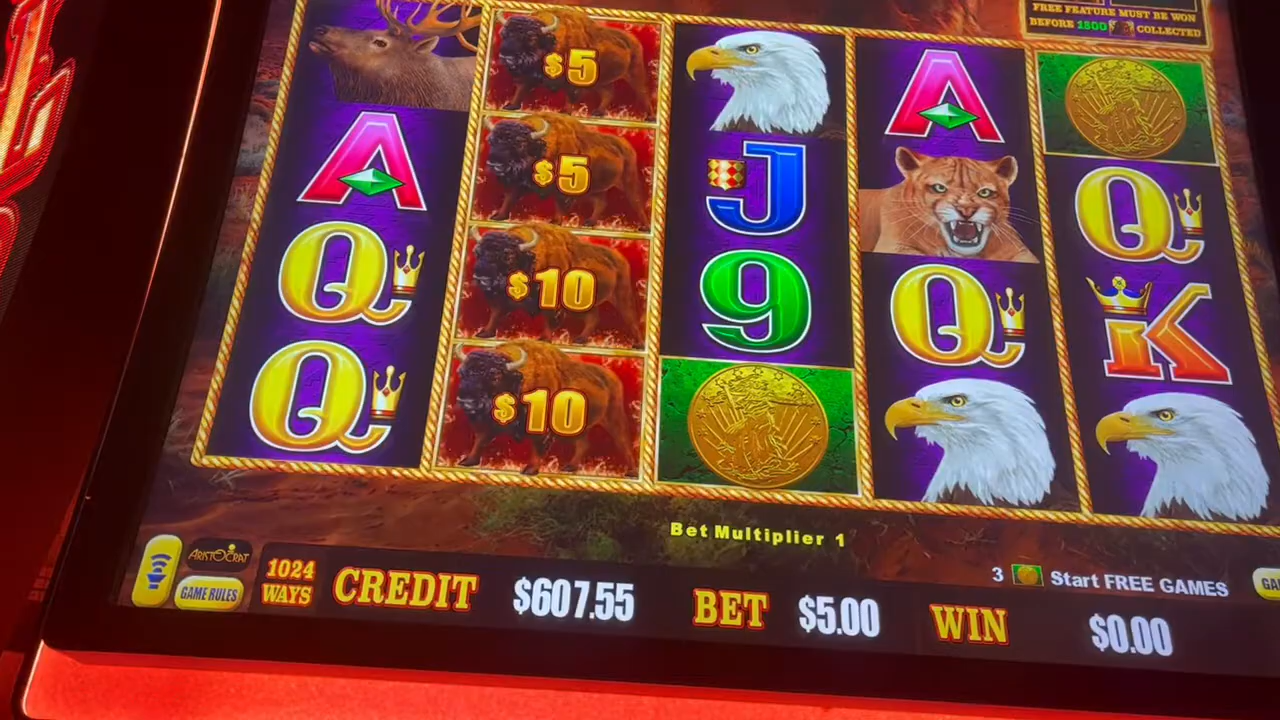 FREE FEATURE MUST BE WON
BEFORE 1800 COLLECTED
$5
A
$5
A
J
Q
Q
$10
9
Q
K
Q
$10
Bet Multiplier 1
ARISTOCRAT
GAME RULES
1024
WAYS
CREDIT $607.55 BET $5.00 WIN $0.00
3 Start FREE GAMES